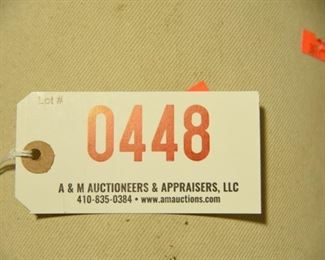 Lot #
0448
A & M AUCTIONEERS & APPRAISERS, LLC
410-835-0384 • www.amauctions.com